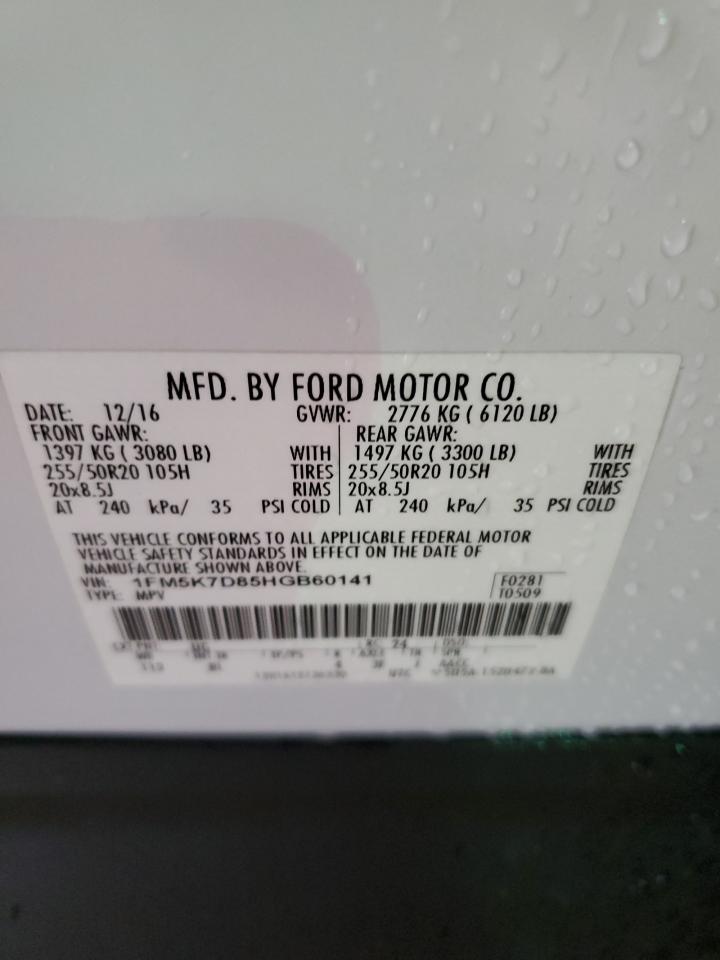 MFD. BY FORD MOTOR CO.
DATE: 12/16 GVWR: 2776 KG ( 6120 LB)
FRONT GAWR: REAR GAWR:
1397 KG ( 3080 LB) WITH 1497 KG ( 3300 LB) WITH
255/50R20 105H TIRES 255/50R20 105H TIRES
20x8.5J RIMS 20x8.5J RIMS
AT 240 kPa/ 35 PSI COLD AT 240 kPa/ 35 PSI COLD
THIS VEHICLE CONFORMS TO ALL APPLICABLE FEDERAL MOTOR
VEHICLE SAFETY STANDARDS IN EFFECT ON THE DATE OF
MANUFACTURE SHOWN ABOVE.
VIN: 1FM5K7D85HGB60141 F0281
TYPE: MPV T0509
24